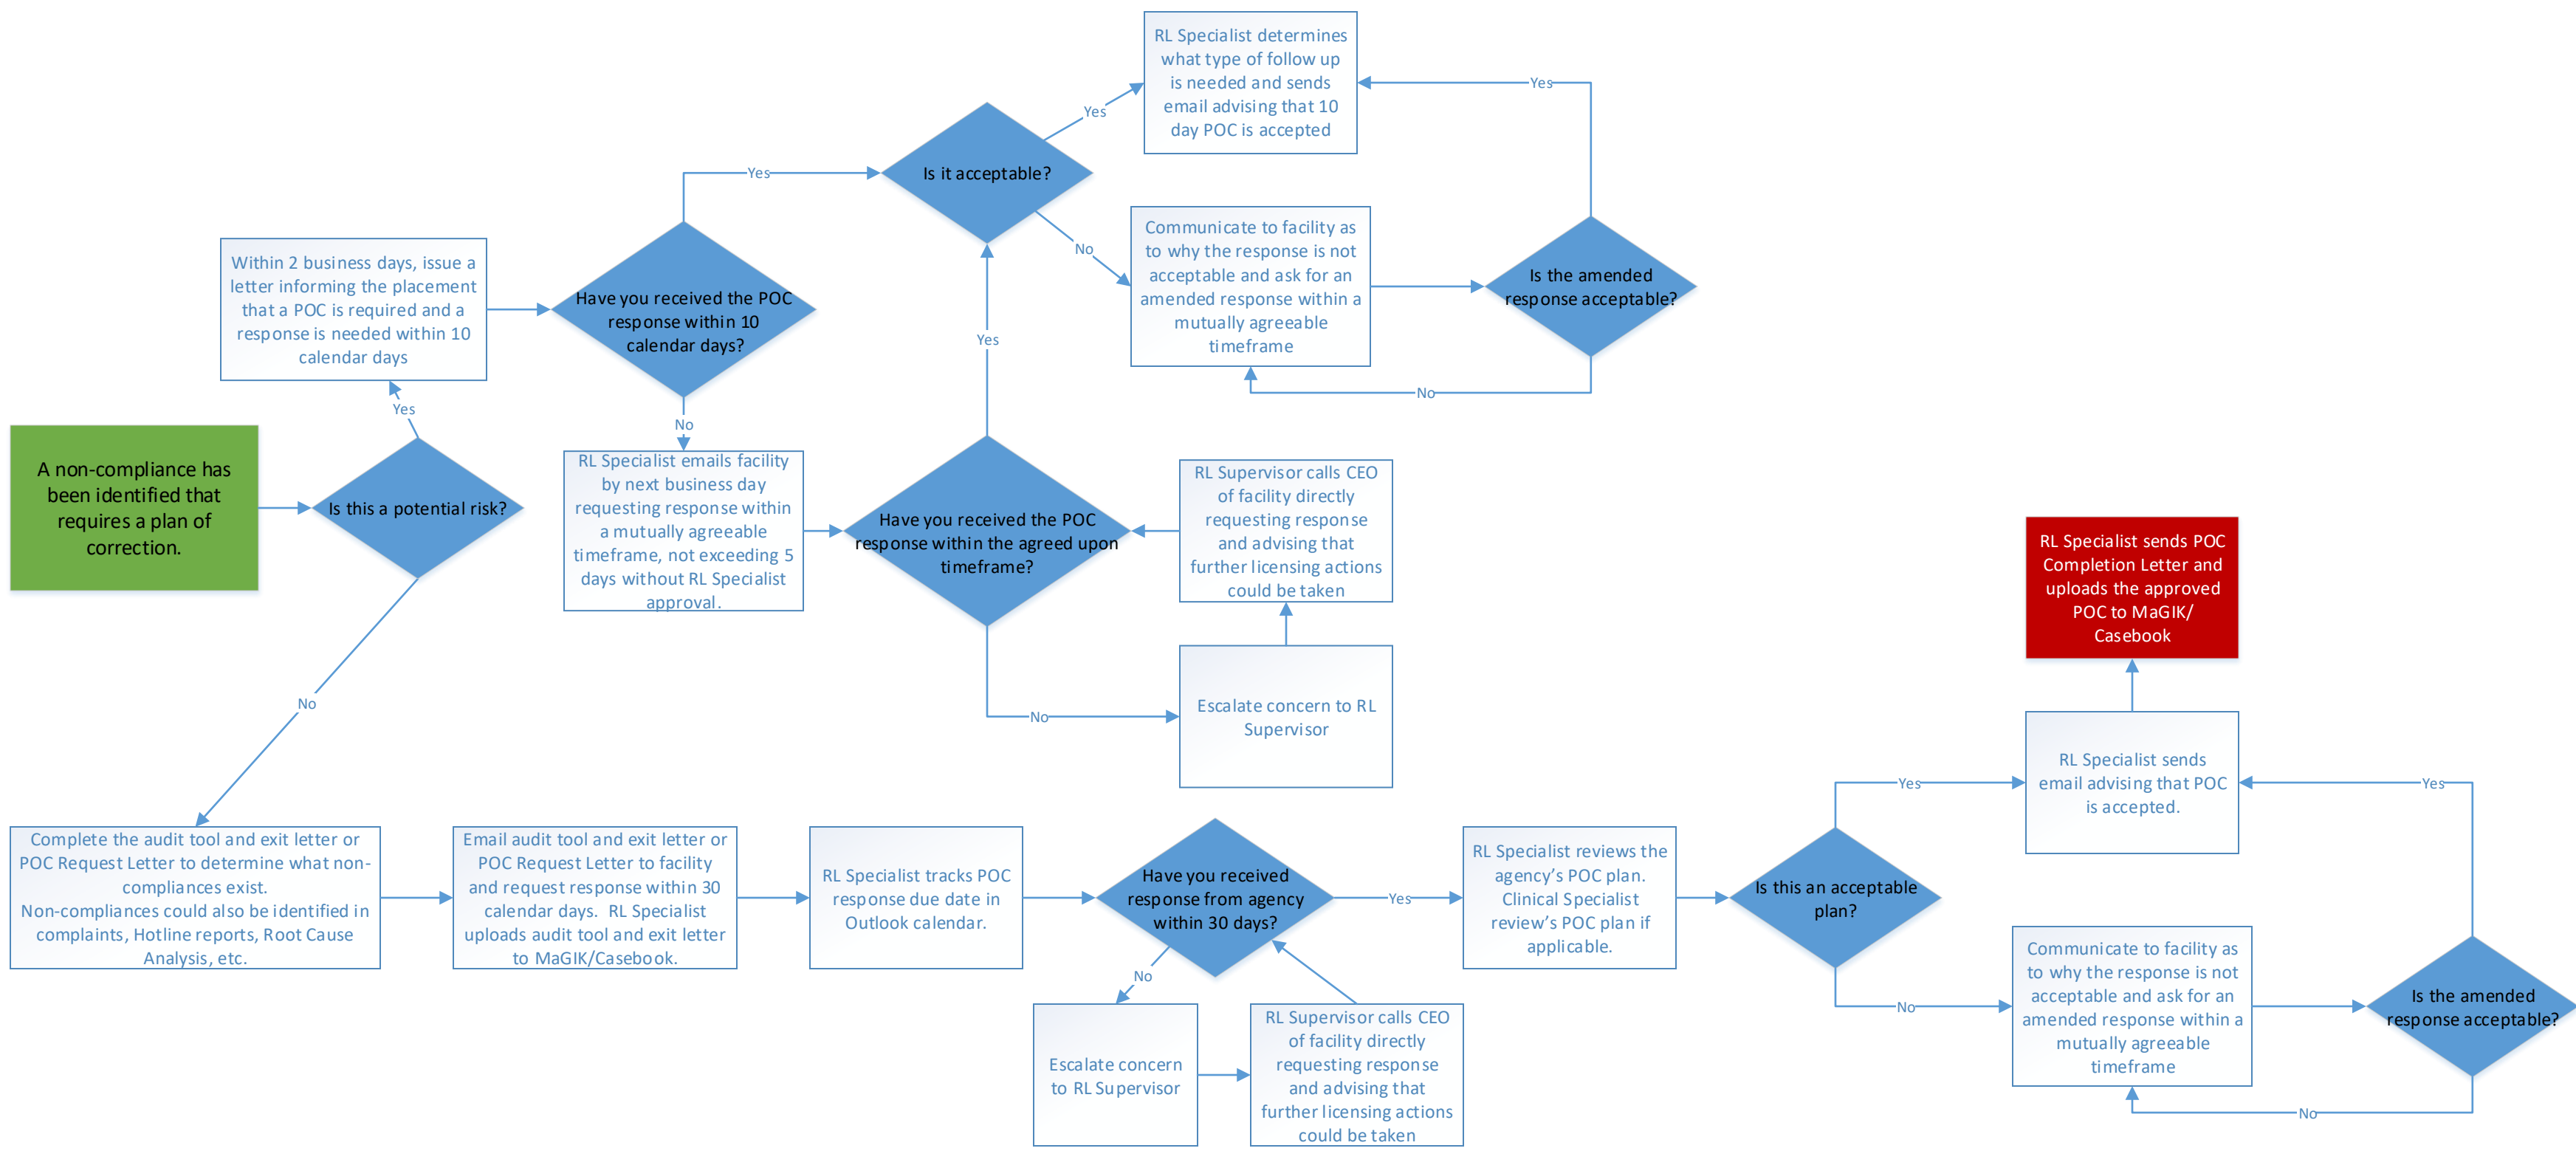 RL Specialist determines
what type of follow up
is needed and sends
email advising that 10
day POC is accepted
Yes
Yes
Is it acceptable?
Yes
No
Communicate to facility as
to why the response is not
acceptable and ask for an
amended response within a
mutually agreeable
timeframe
Is the amended
response acceptable?
No
Within 2 business days, issue a
letter informing the placement
that a POC is required and a
response is needed within 10
calendar days
Have you received the POC
response within 10
calendar days?
Yes
Yes
No
A non-compliance has
been identified that
requires a plan of
correction.
Is this a potential risk?
RL Specialist emails facility
by next business day
requesting response within
a mutually agreeable
timeframe, not exceeding 5
days without RL Specialist
approval.
Have you received the POC
response within the agreed upon
timeframe?
RL Supervisor calls CEO
of facility directly
requesting response
and advising that
further licensing actions
could be taken
RL Specialist sends POC
Completion Letter and
uploads the approved
POC to MaGIK/
Casebook
No
No
Escalate concern to RL
Supervisor
RL Specialist sends
email advising that POC
is accepted.
Yes
Yes
Complete the audit tool and exit letter or
POC Request Letter to determine what non-
compliances exist.
Non-compliances could also be identified in
complaints, Hotline reports, Root Cause
Analysis, etc.
Email audit tool and exit letter or
POC Request Letter to facility
and request response within 30
calendar days.  RL Specialist
uploads audit tool and exit letter
to MaGIK/Casebook.
RL Specialist tracks POC
response due date in
Outlook calendar.
Have you received
response from agency
within 30 days?
Yes
RL Specialist reviews the
agency's POC plan.
Clinical Specialist
review's POC plan if
applicable.
Is this an acceptable
plan?
No
No
Communicate to facility as
to why the response is not
acceptable and ask for an
amended response within a
mutually agreeable
timeframe
Is the amended
response acceptable?
Escalate concern
to RL Supervisor
RL Supervisor calls CEO
of facility directly
requesting response
and advising that
further licensing actions
could be taken
No